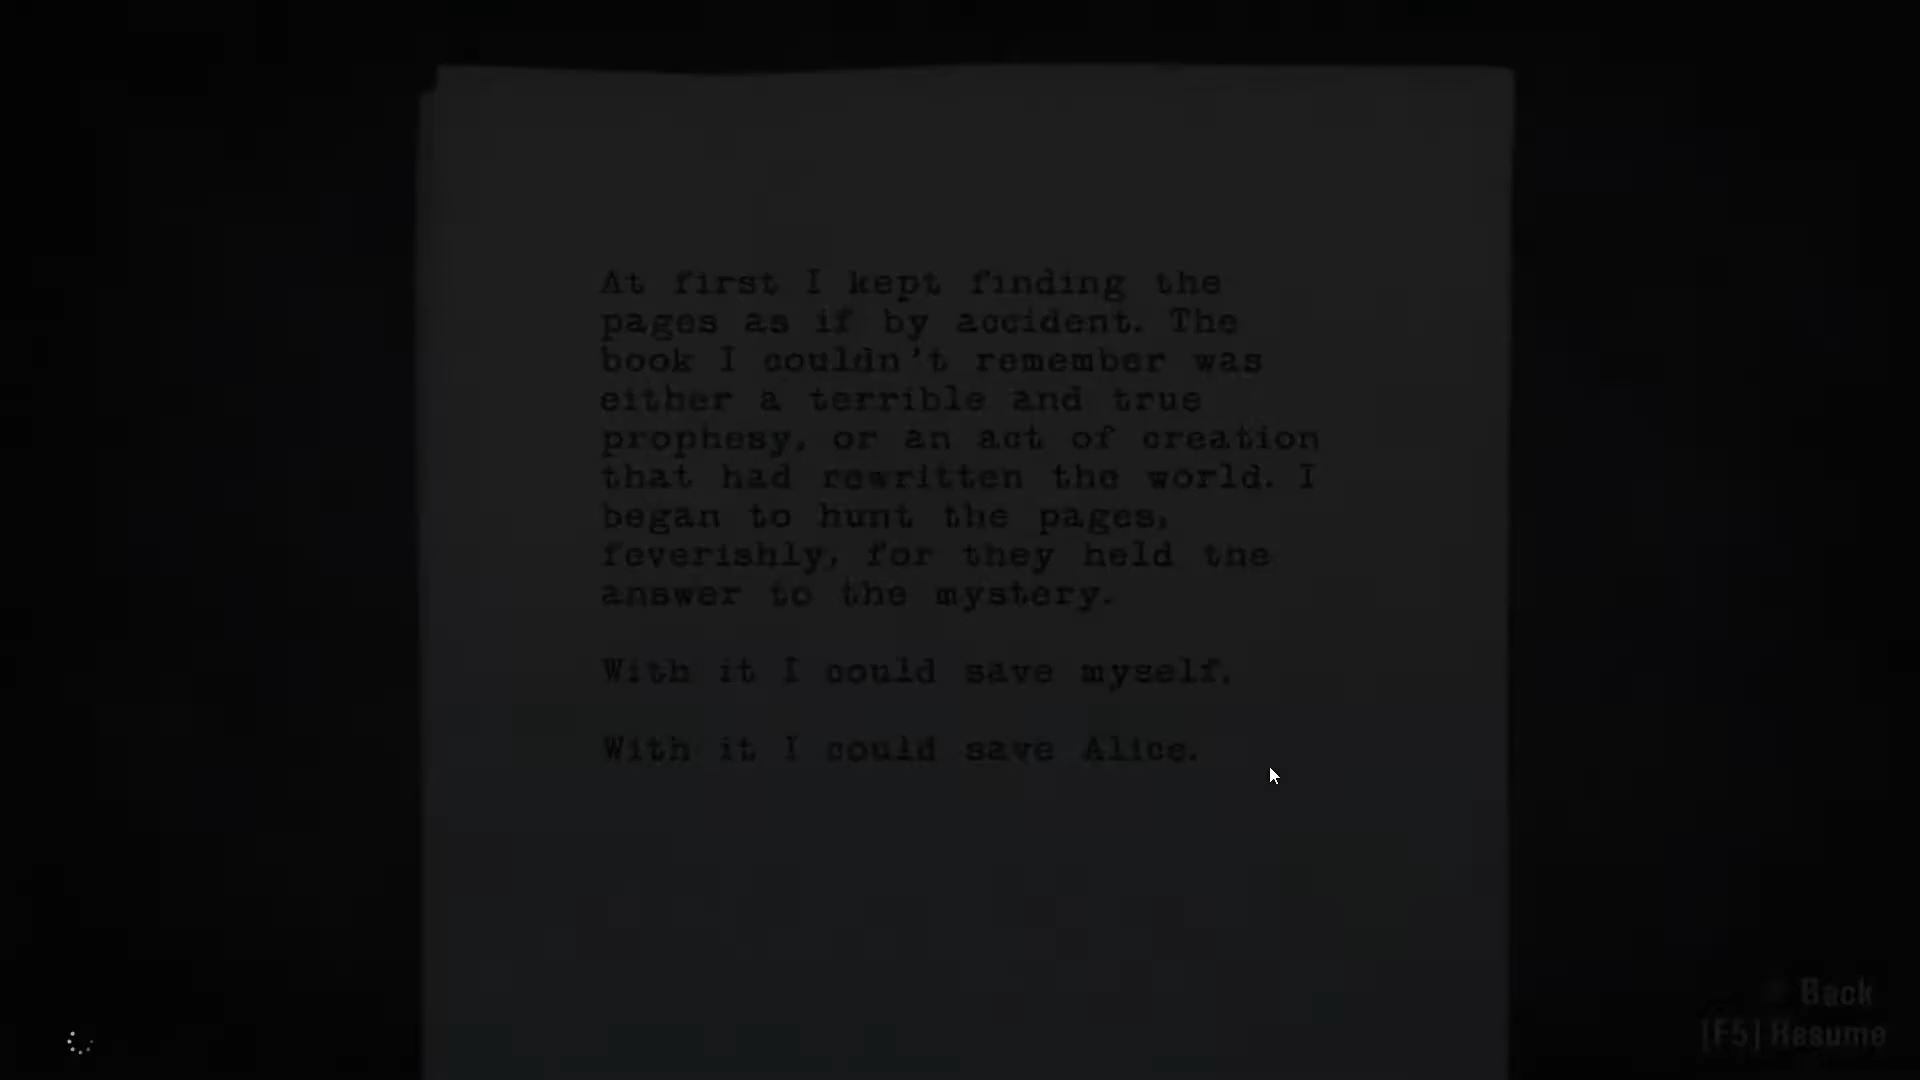 At first I kept finding the
pages as if by accident. The
book I couldn't remember was
either a terrible and true
prophesy, or an act of creation
that had rewritten the world. I
began to hunt the pages,
feverishly, for they held the
answer to the mystery.
With it I could save myself.
With it I could save Alice.
Back
[F5] Resume